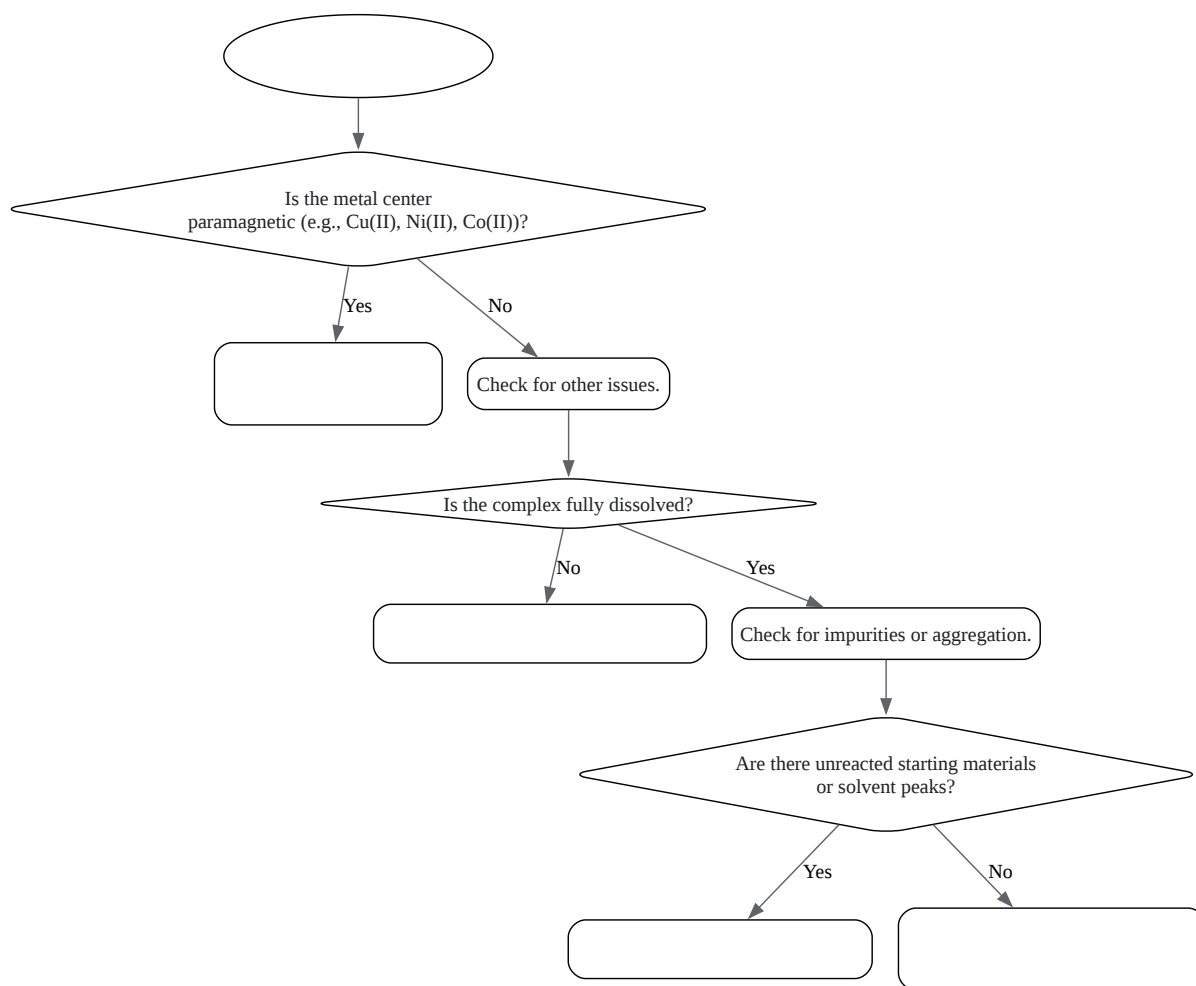 Is the metal center
paramagnetic (e.g., Cu(II), Ni(II), Co(II))?
Yes
No
Check for other issues.
Is the complex fully dissolved?
No
Yes
Check for impurities or aggregation.
Are there unreacted starting materials
or solvent peaks?
Yes
No